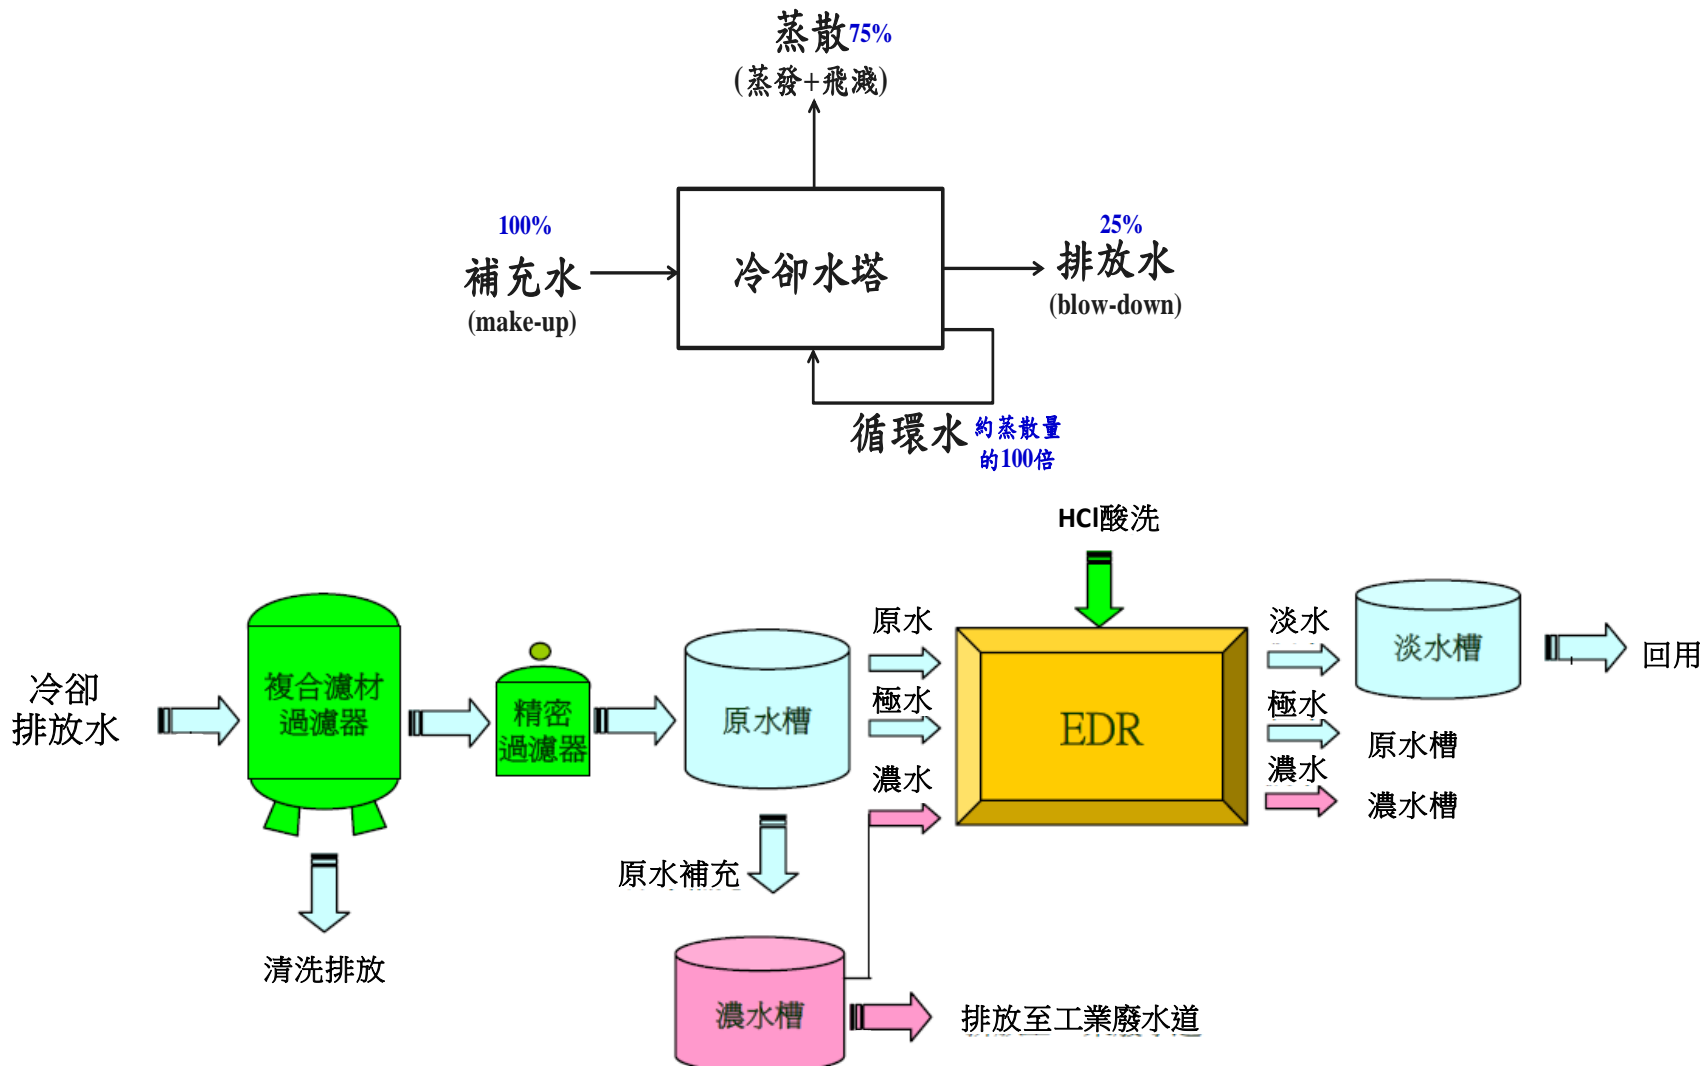 蒸散75%
(蒸發+飛濺)
100%
補充水
(make-up)
冷卻水塔
25%
排放水
(blow-down)
循環水
約蒸散量
的100倍
HCl酸洗
冷卻
排放水
複合濾材
過濾器
清洗排放
精密
過濾器
原水槽
原水補充
濃水槽
排放至工業廢水道
原水
極水
濃水
EDR
淡水
極水
濃水
淡水槽
原水槽
濃水槽
回用